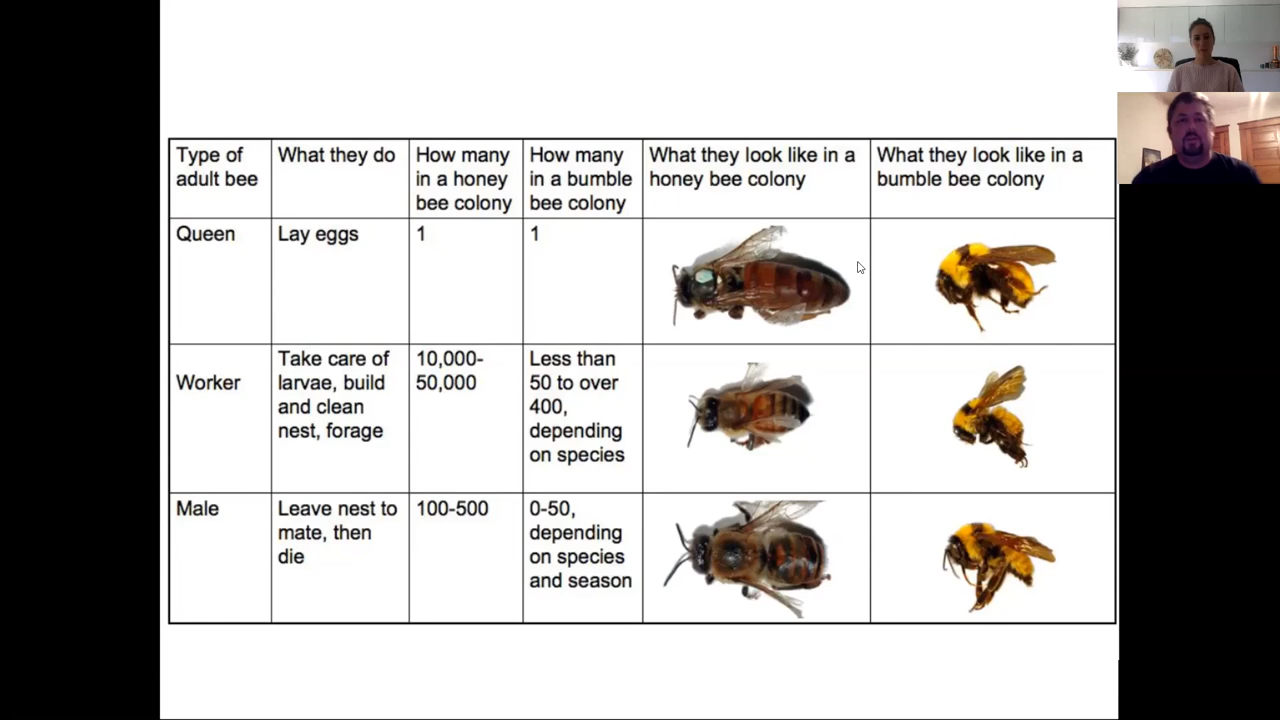 Type of
adult bee
What they do
How many
in a honey
bee colony
How many
in a bumble
bee colony
What they look like in a
honey bee colony
What they look like in a
bumble bee colony
Queen
Lay eggs
1
1
Worker
Take care of
larvae, build
and clean
nest, forage
10,000-
50,000
Less than
50 to over
400,
depending
on species
Male
Leave nest to
mate, then
die
100-500
0-50,
depending
on species
and season